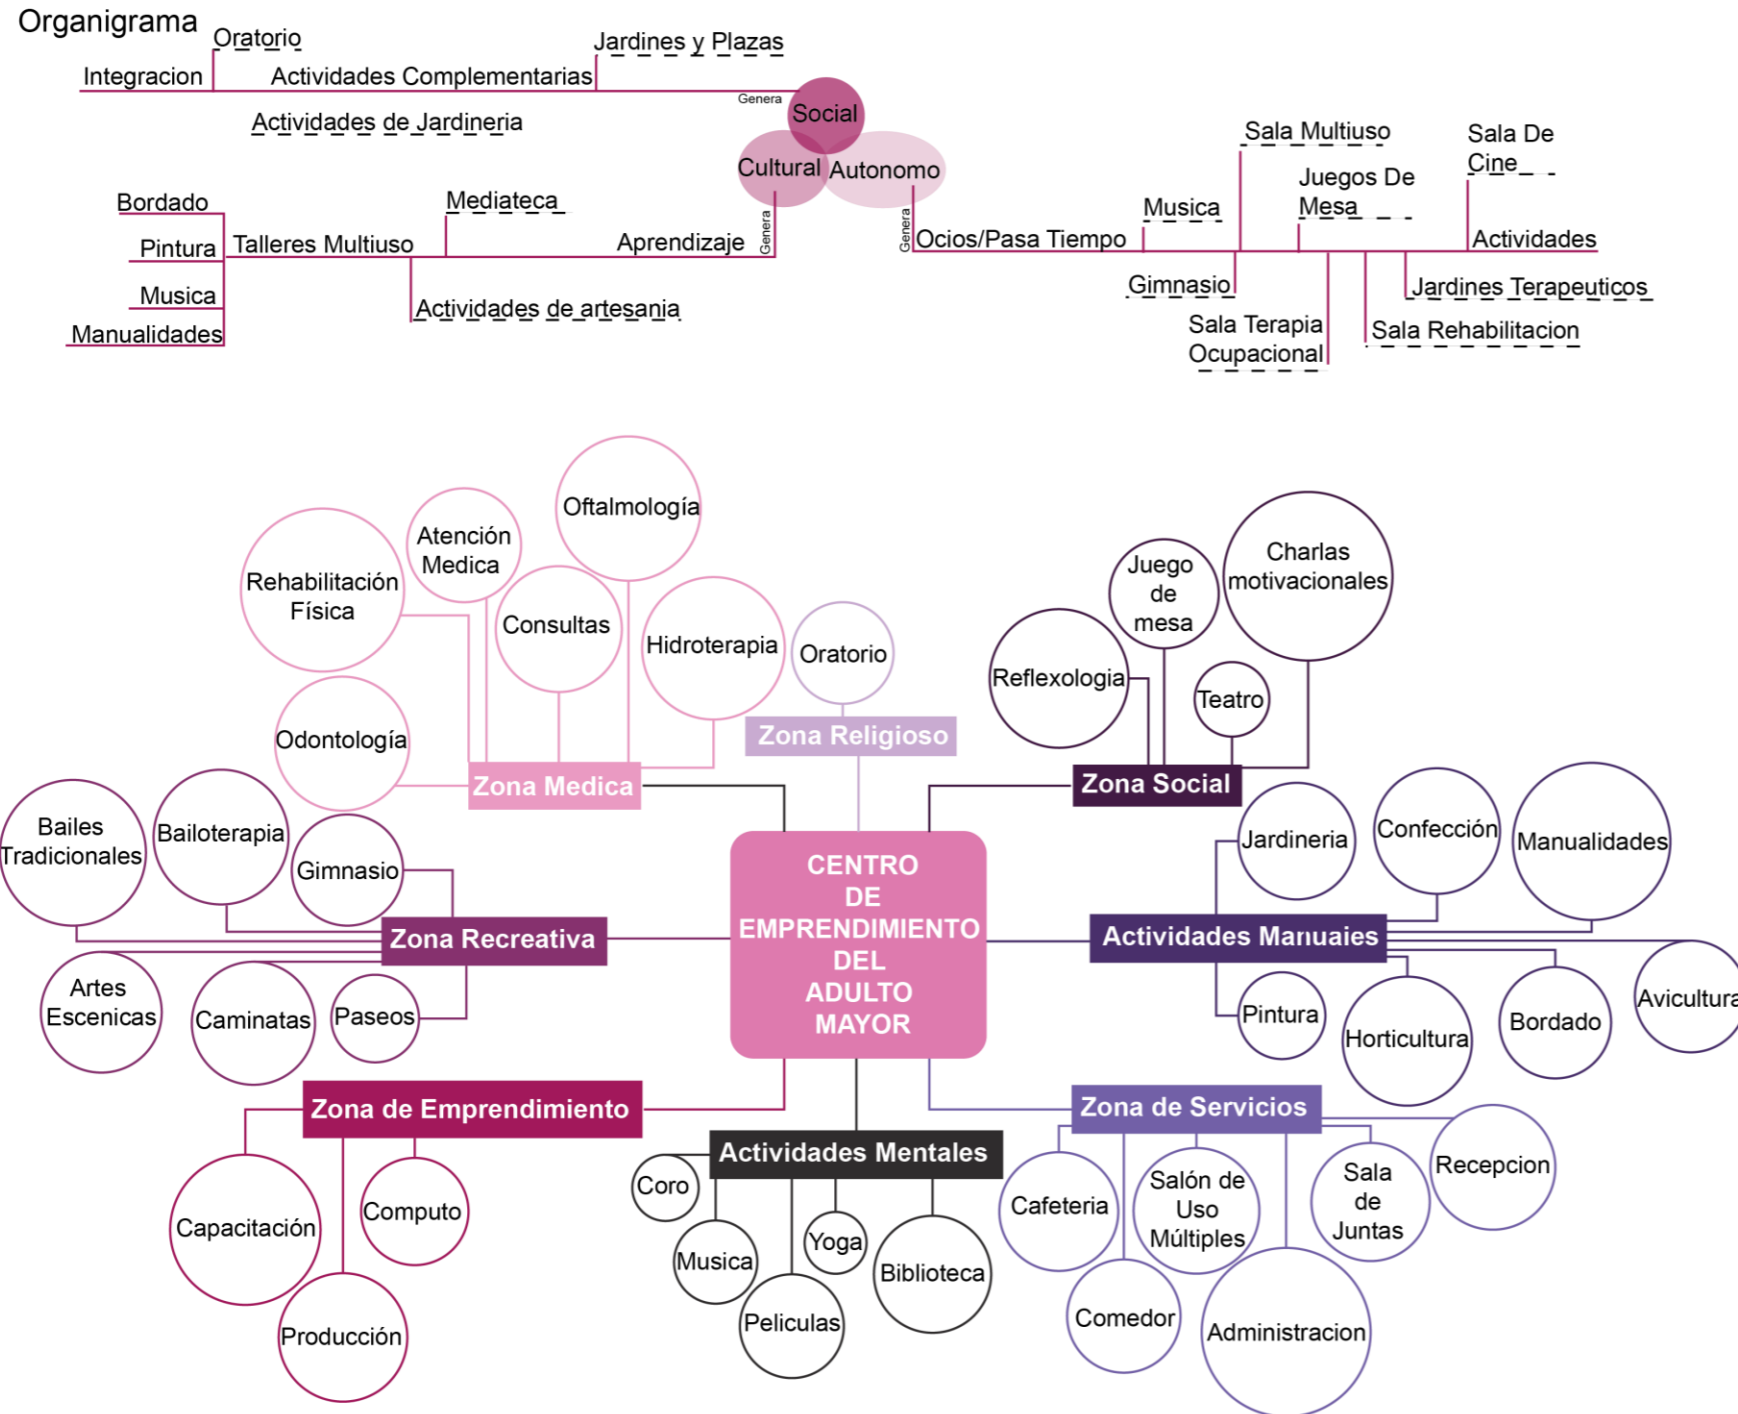 Organigrama
Oratorio
Jardines y Plazas
Integracion
Actividades Complementarias
Genera
Social
Actividades de Jardineria
Cultural
Autonomo
Sala Multiuso
Sala De
Cine
Juegos De
Mesa
Musica
Bordado
Mediateca
Pintura
Talleres Multiuso
Aprendizaje
Genera
Genera
Ocios/Pasa Tiempo
Actividades
Musica
Actividades de artesania
Manualidades
Gimnasio
Jardines Terapeuticos
Sala Terapia
Ocupacional
Sala Rehabilitacion
Oftalmología
Atención
Medica
Rehabilitación
Física
Consultas
Hidroterapia
Oratorio
Odontología
Zona Medica
Zona Religioso
Juego
de
mesa
Charlas
motivacionales
Reflexologia
Teatro
Zona Social
Bailes
Tradicionales
Bailoterapia
Gimnasio
Zona Recreativa
Artes
Escenicas
Caminatas
Paseos
CENTRO
DE
EMPRENDIMIENTO
DEL
ADULTO
MAYOR
Jardineria
Confección
Manualidades
Actividades Manuaies
Pintura
Horticultura
Bordado
Avicultura
Zona de Emprendimiento
Capacitación
Computo
Producción
Actividades Mentales
Coro
Musica
Peliculas
Yoga
Biblioteca
Zona de Servicios
Cafeteria
Comedor
Salón de
Uso
Múltiples
Administracion
Sala
de
Juntas
Recepcion